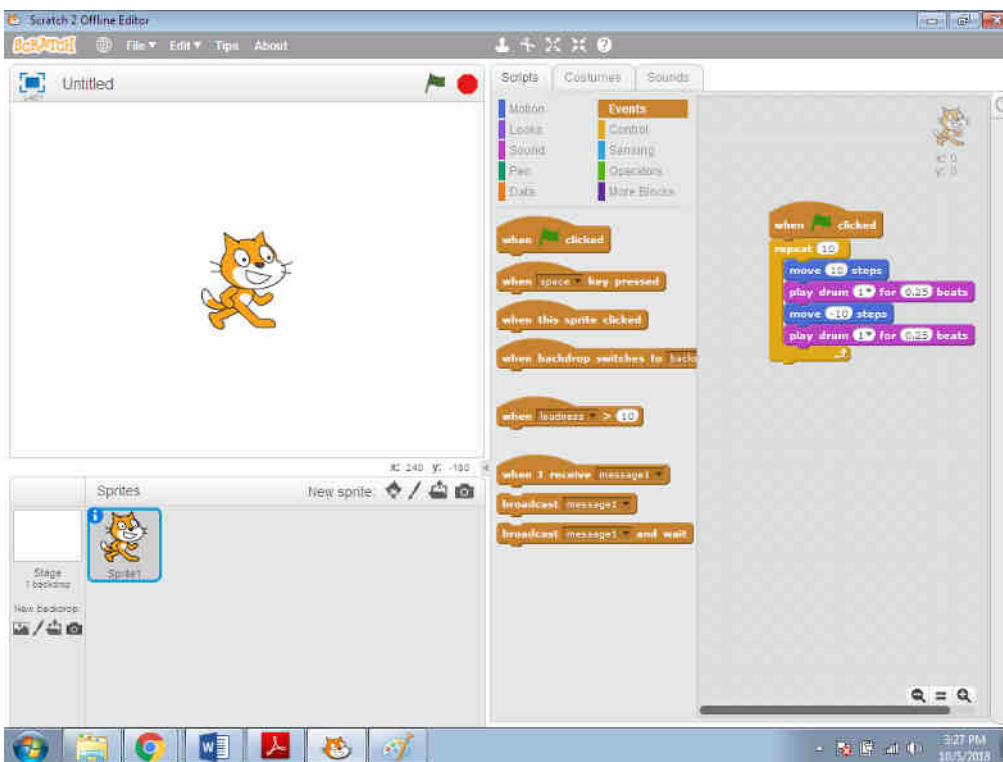 Scratch 2 Offline Editor
SCRATCH File Edit Tips About
Untitled
Scripts Costumes Sounds
Motion Events
Looks Control
Sound Sensing
Pen Operators
Data More Blocks
x: 0
y: 0
when clicked
when space key pressed
when this sprite clicked
when backdrop switches to
when loudness > 10
when I receive message1
broadcast message1
broadcast message1 and wait
when clicked
repeat 10
move 10 steps
play drum 1 for 0.25 beats
move -10 steps
play drum 1 for 0.25 beats
x: 240 y: -180
Sprites New sprite:
Sprite1
Stage
1 backdrop
New backdrop:
3:27 PM
10/5/2018